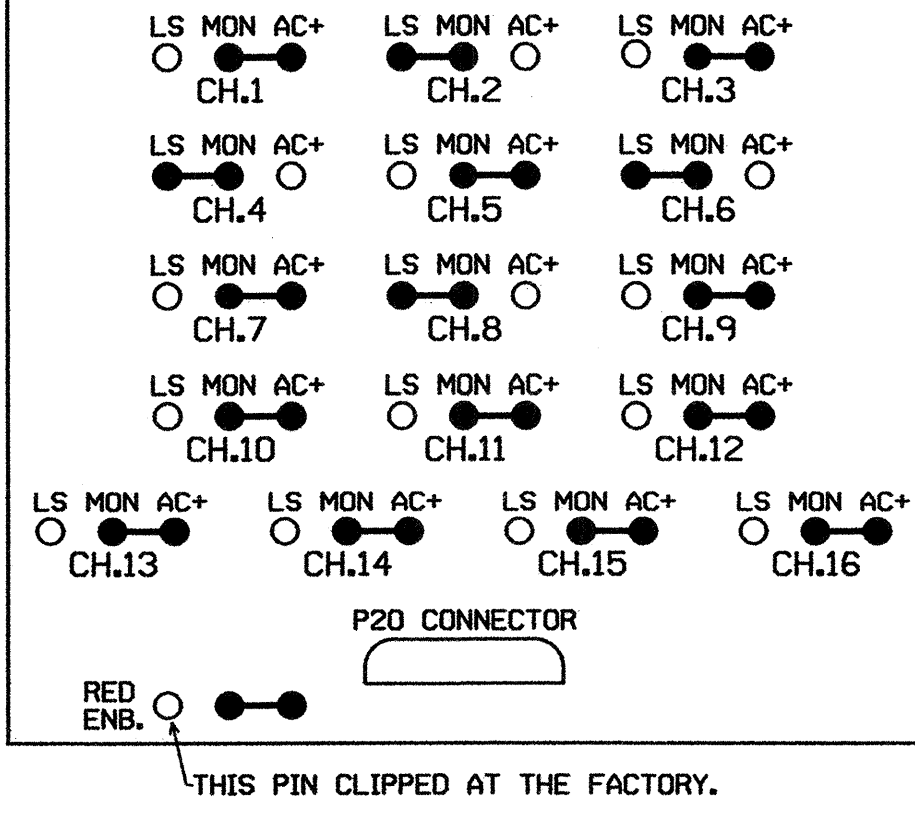 LS MON AC+ LS MON AC+ LS MON AC+
CH.1 CH.2 CH.3
LS MON AC+ LS MON AC+ LS MON AC+
CH.4 CH.5 CH.6
LS MON AC+ LS MON AC+ LS MON AC+
CH.7 CH.8 CH.9
LS MON AC+ LS MON AC+ LS MON AC+
CH.10 CH.11 CH.12
LS MON AC+ LS MON AC+ LS MON AC+ LS MON AC+
CH.13 CH.14 CH.15 CH.16
P20 CONNECTOR
RED
ENB.
THIS PIN CLIPPED AT THE FACTORY.